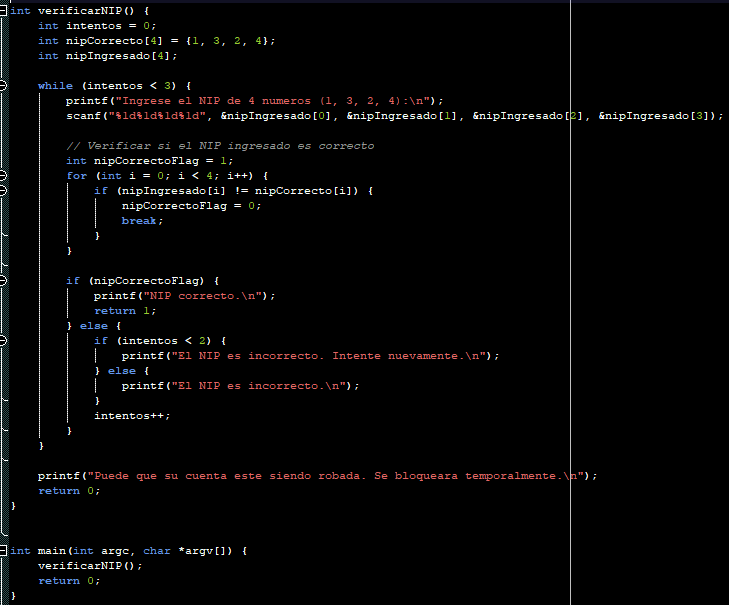 int verificarNIP() {
    int intentos = 0;
    int nipCorrecto[4] = {1, 3, 2, 4};
    int nipIngresado[4];

    while (intentos < 3) {
        printf("Ingrese el NIP de 4 numeros (1, 3, 2, 4):\n");
        scanf("%ld%ld%ld%ld", &nipIngresado[0], &nipIngresado[1], &nipIngresado[2], &nipIngresado[3]);

        // Verificar si el NIP ingresado es correcto
        int nipCorrectoFlag = 1;
        for (int i = 0; i < 4; i++) {
            if (nipIngresado[i] != nipCorrecto[i]) {
                nipCorrectoFlag = 0;
                break;
            }
        }

        if (nipCorrectoFlag) {
            printf("NIP correcto.\n");
            return 1;
        } else {
            if (intentos < 2) {
                printf("El NIP es incorrecto. Intente nuevamente.\n");
            } else {
                printf("El NIP es incorrecto.\n");
            }
            intentos++;
        }
    }

    printf("Puede que su cuenta este siendo robada. Se bloqueara temporalmente.\n");
    return 0;
}

int main(int argc, char *argv[]) {
    verificarNIP();
    return 0;
}